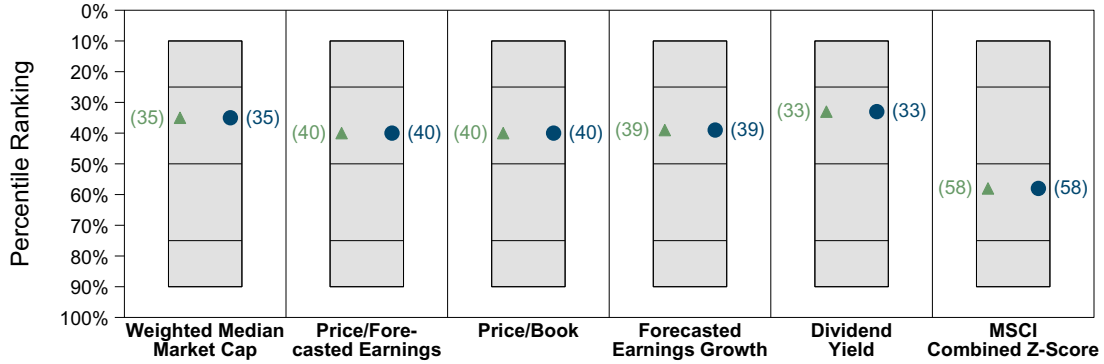 Percentile Ranking
0%
10%
20%
30%
40%
50%
60%
70%
80%
90%
100%
(35) (35)
(40) (40)
(40) (40)
(39) (39)
(33) (33)
(58) (58)
Weighted Median
Market Cap
Price/Fore-
casted Earnings
Price/Book
Forecasted
Earnings Growth
Dividend
Yield
MSCI
Combined Z-Score